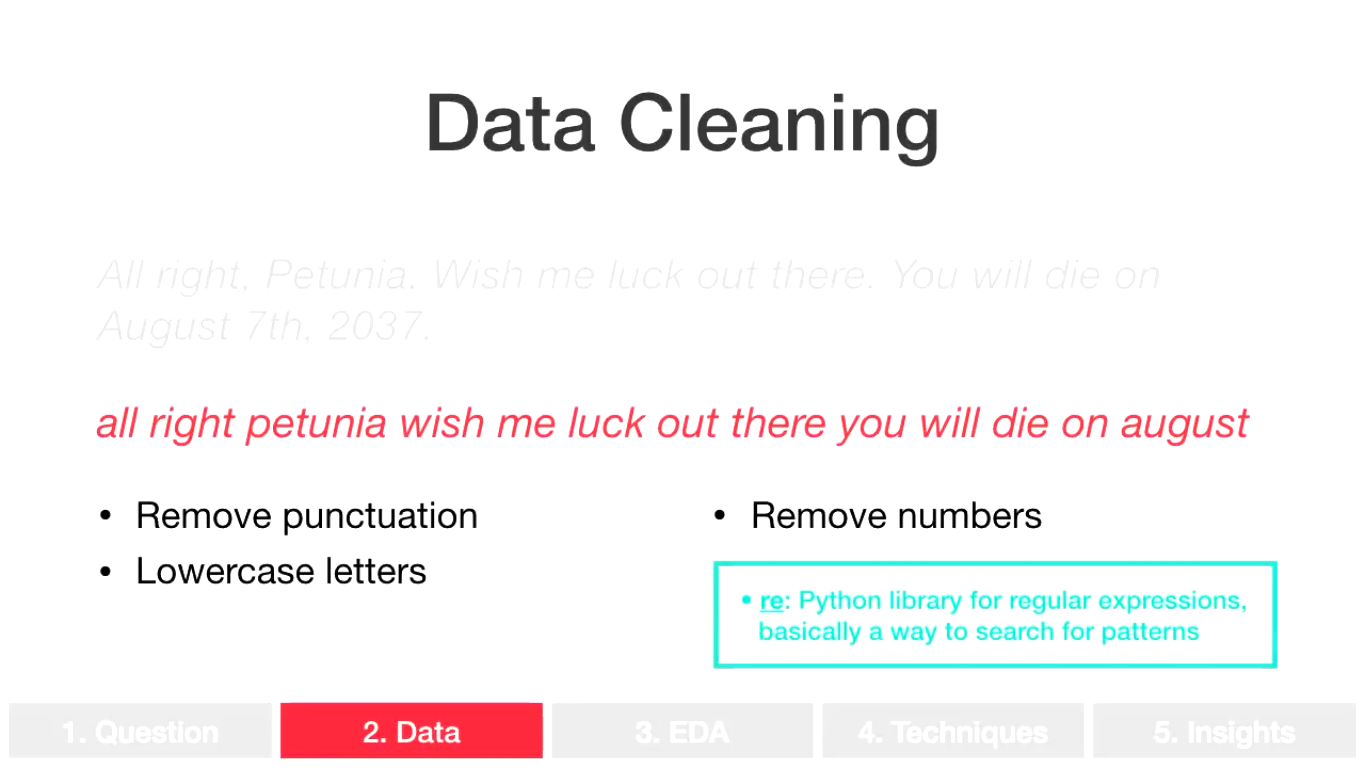 Data Cleaning
All right, Petunia. Wish me luck out there. You will die on
August 7th, 2037.
all right petunia wish me luck out there you will die on august
• Remove punctuation
• Lowercase letters
• Remove numbers
• re: Python library for regular expressions,
basically a way to search for patterns
1. Question
2. Data
3. EDA
4. Techniques
5. Insights